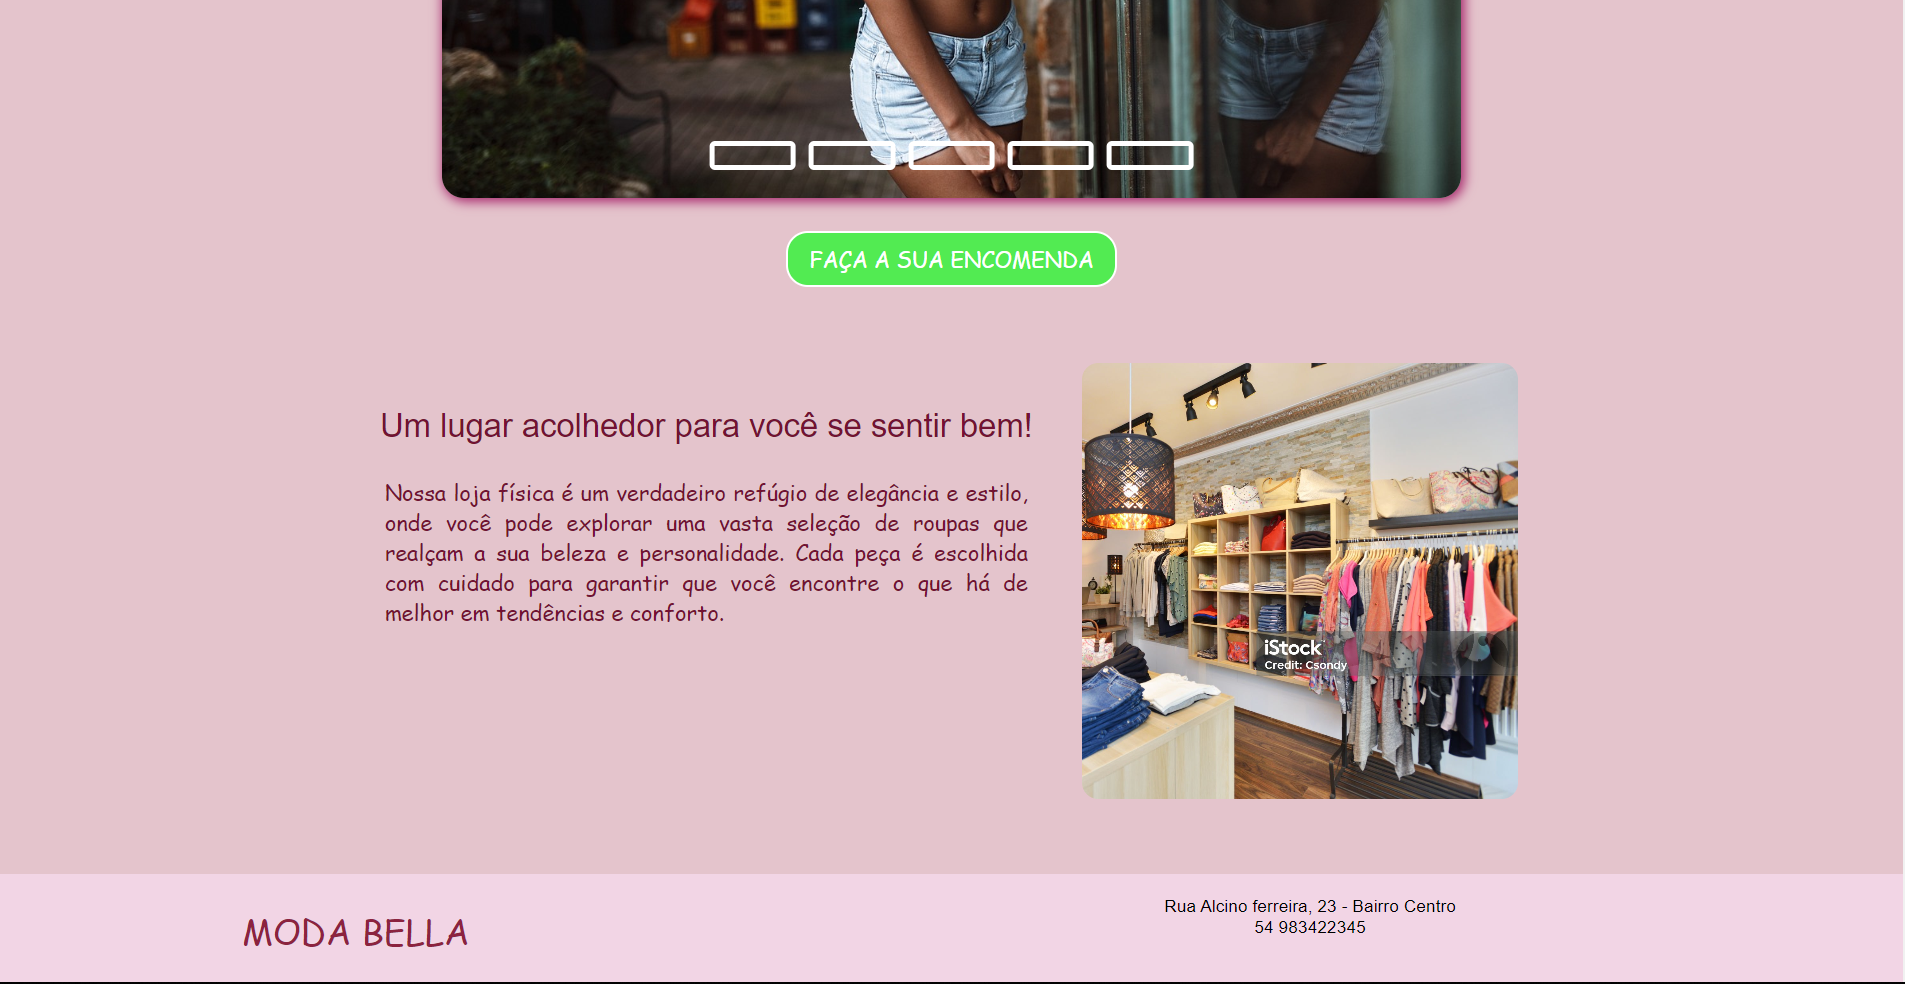 FAÇA A SUA ENCOMENDA
Um lugar acolhedor para você se sentir bem!
Nossa loja física é um verdadeiro refúgio de elegância e estilo,
onde você pode explorar uma vasta seleção de roupas que
realçam a sua beleza e personalidade. Cada peça é escolhida
com cuidado para garantir que você encontre o que há de
melhor em tendências e conforto.
iStock
Credit: Csondy
MODA BELLA
Rua Alcino ferreira, 23 - Bairro Centro
54 983422345